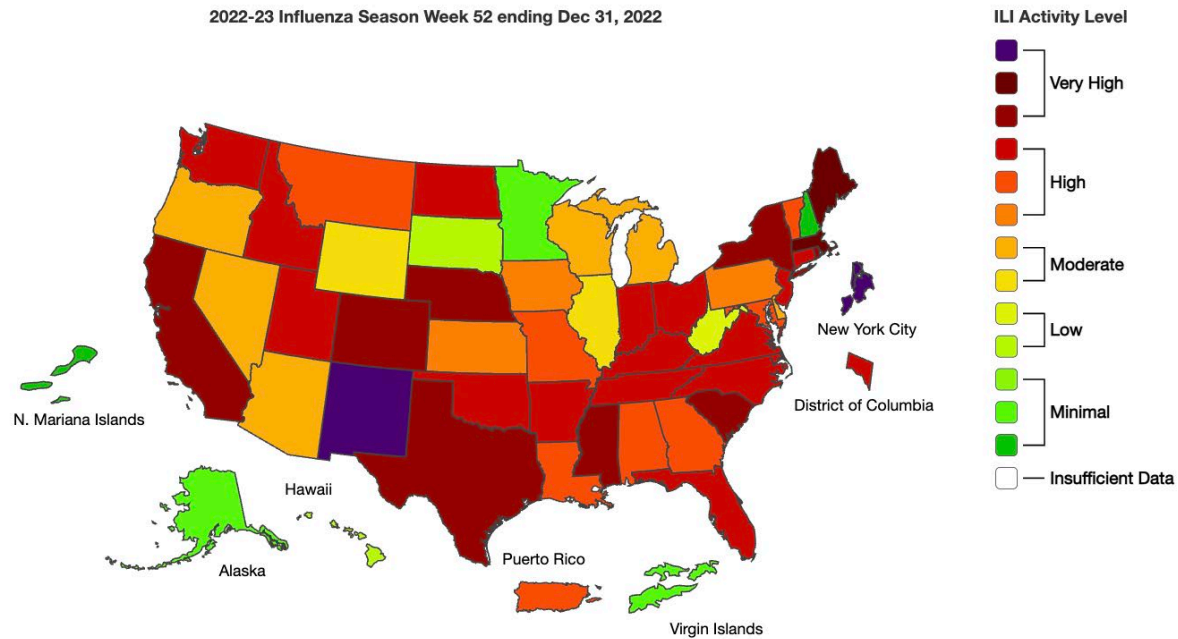 2022-23 Influenza Season Week 52 ending Dec 31, 2022
ILI Activity Level
Very High
High
Moderate
Low
Minimal
Insufficient Data
New York City
District of Columbia
N. Mariana Islands
Hawaii
Alaska
Puerto Rico
Virgin Islands